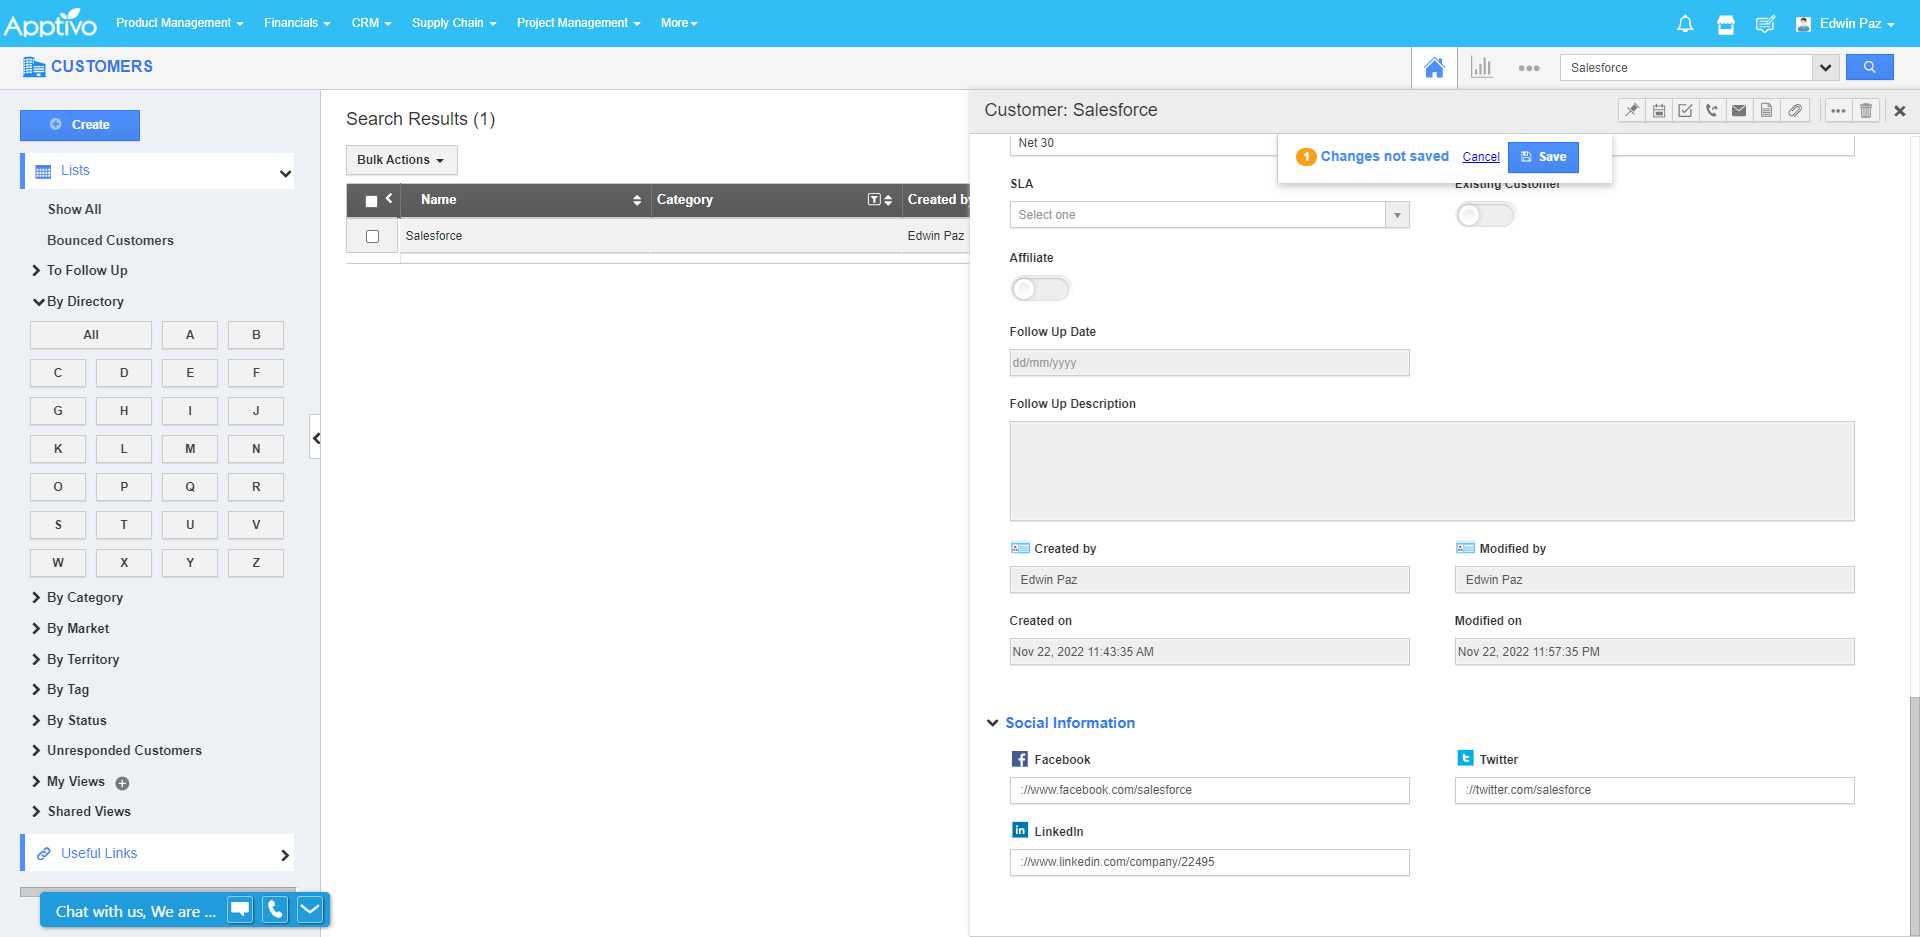 Apptivo
Product Management
Financials
CRM
Supply Chain
Project Management
More
Edwin Paz
CUSTOMERS
Salesforce
Create
Lists
Show All
Bounced Customers
To Follow Up
By Directory
All A B
C D E F
G H I J
K L M N
O P Q R
S T U V
W X Y Z
By Category
By Market
By Territory
By Tag
By Status
Unresponded Customers
My Views
Shared Views
Useful Links
Chat with us, We are ...
Search Results (1)
Bulk Actions
Name Category Created by
Salesforce Edwin Paz
Customer: Salesforce
1 Changes not saved Cancel Save
Net 30
SLA
Select one
Existing Customer
Affiliate
Follow Up Date
dd/mm/yyyy
Follow Up Description
Created by
Edwin Paz
Modified by
Edwin Paz
Created on
Nov 22, 2022 11:43:35 AM
Modified on
Nov 22, 2022 11:57:35 PM
Social Information
Facebook
://www.facebook.com/salesforce
Twitter
://twitter.com/salesforce
LinkedIn
://www.linkedin.com/company/22495